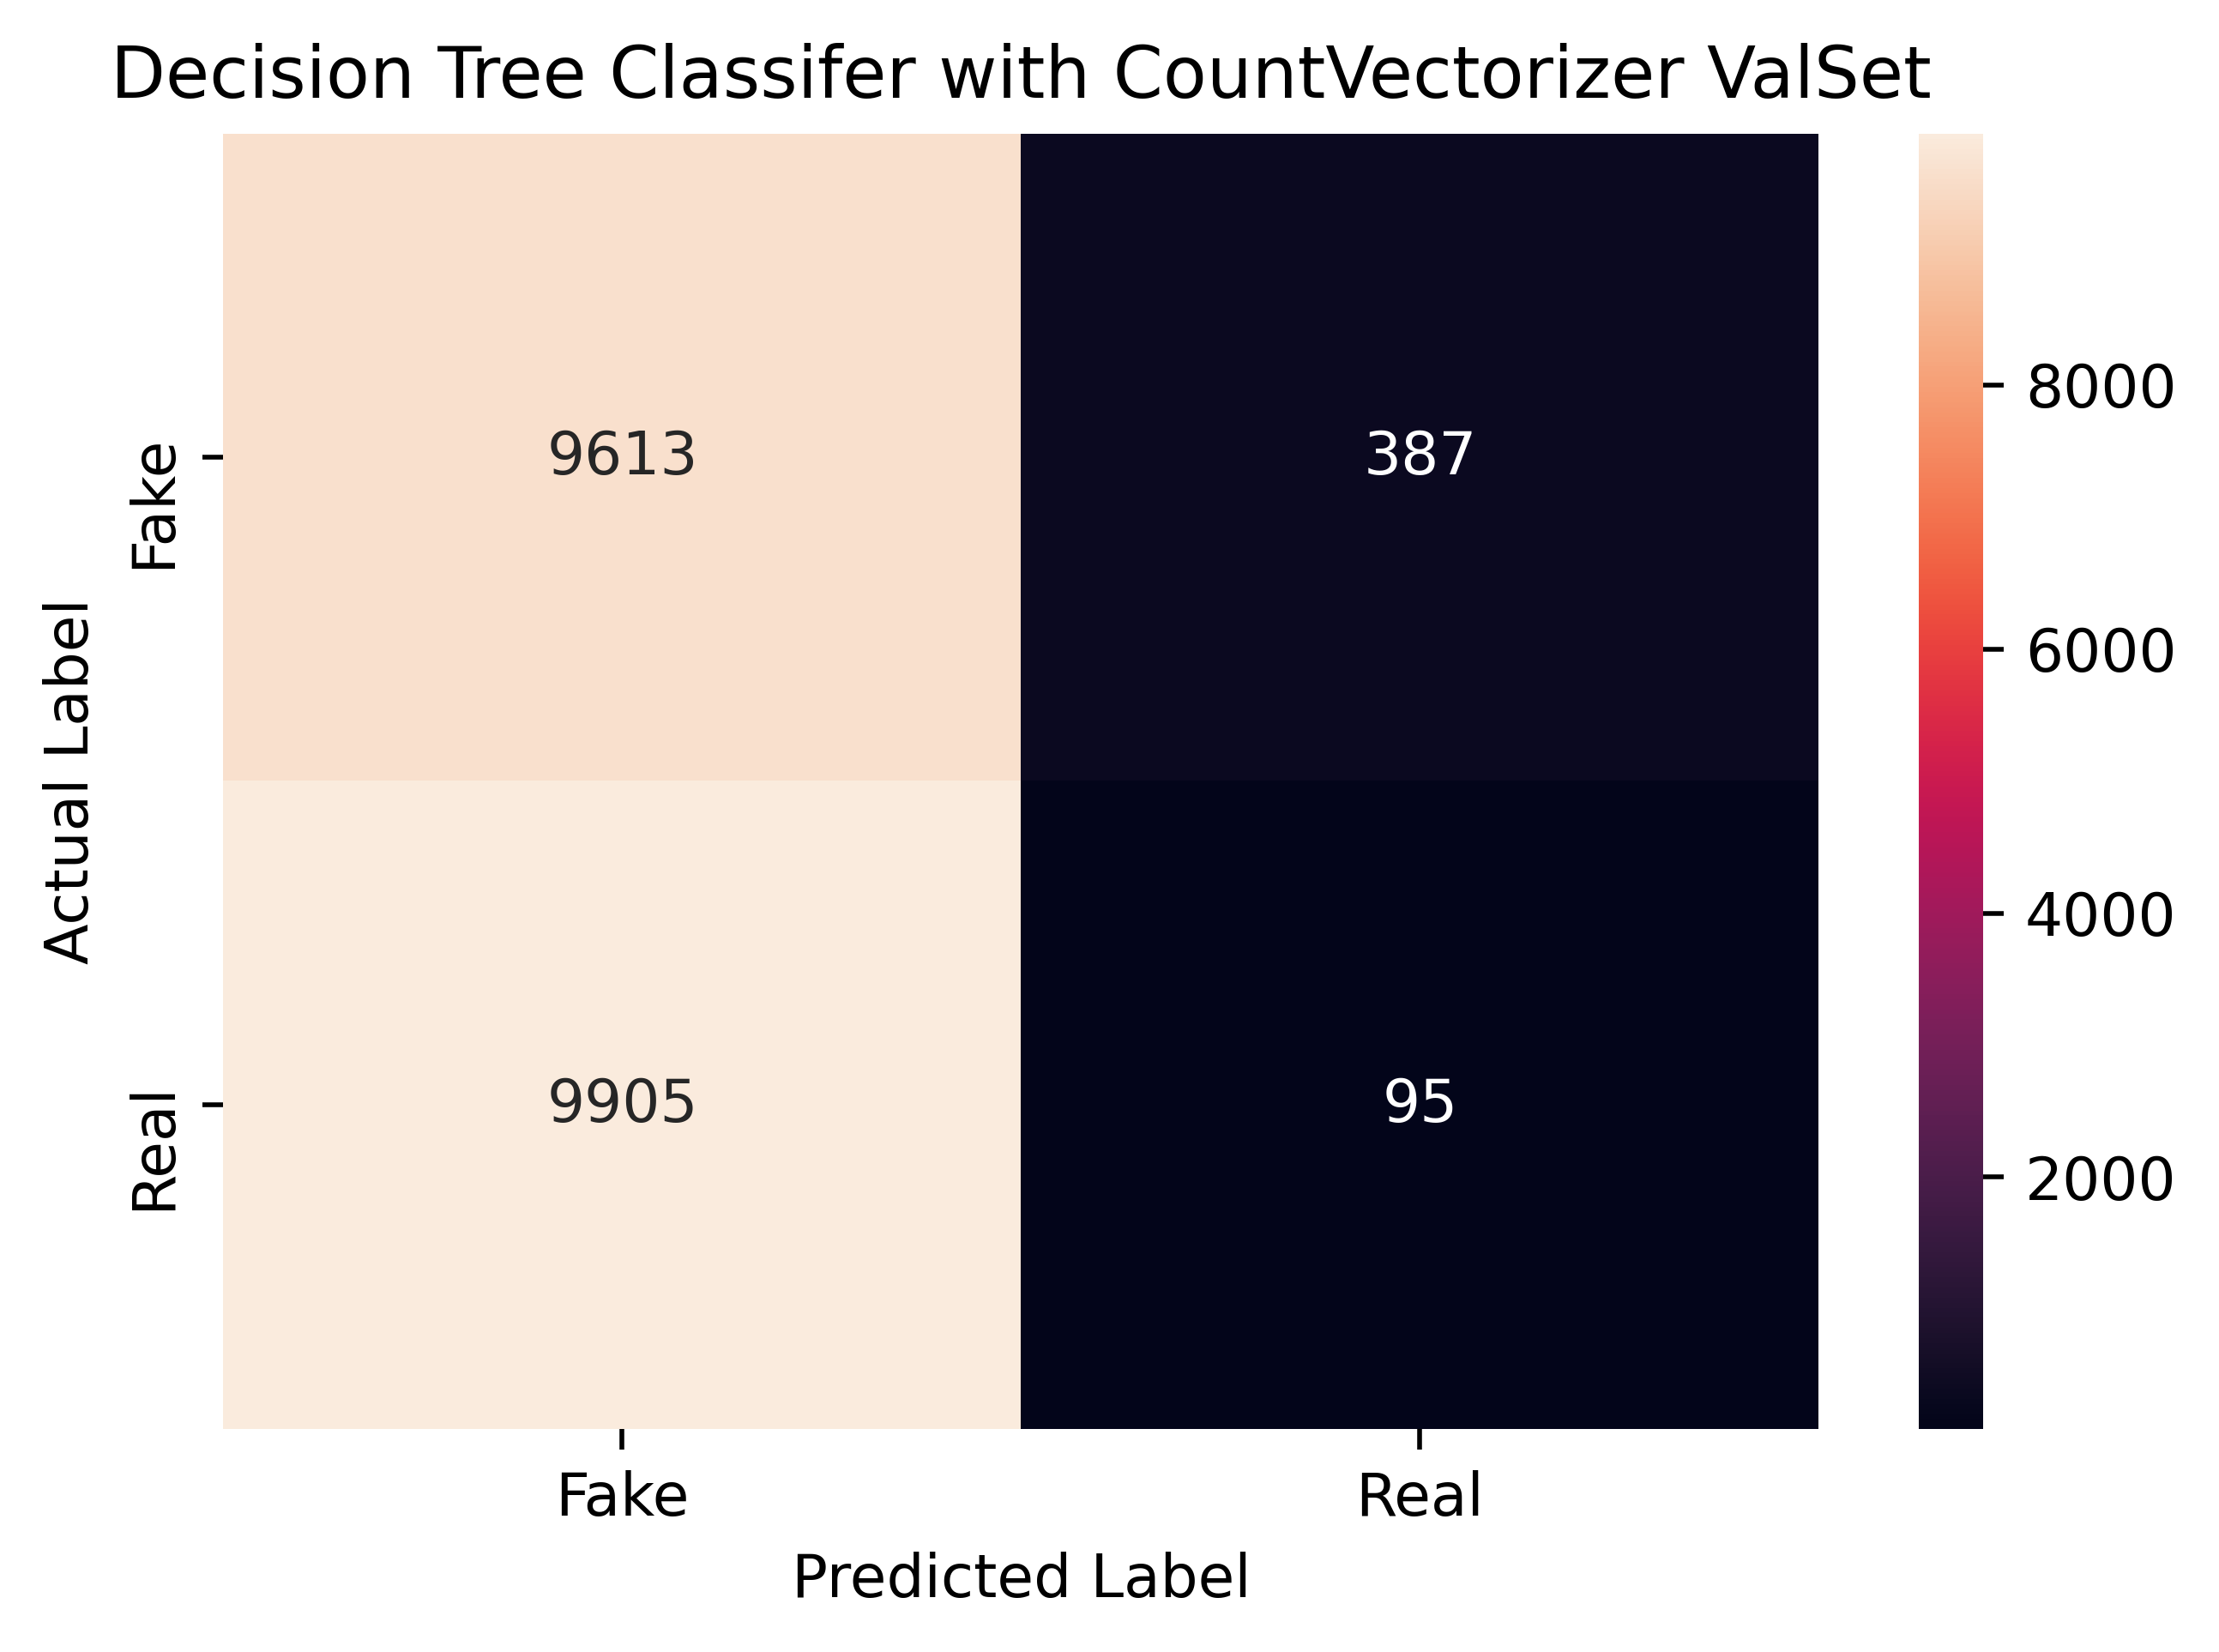 Decision Tree Classifer with CountVectorizer ValSet
Actual Label
Fake
9613
387
Real
9905
95
Fake
Real
Predicted Label
8000
6000
4000
2000